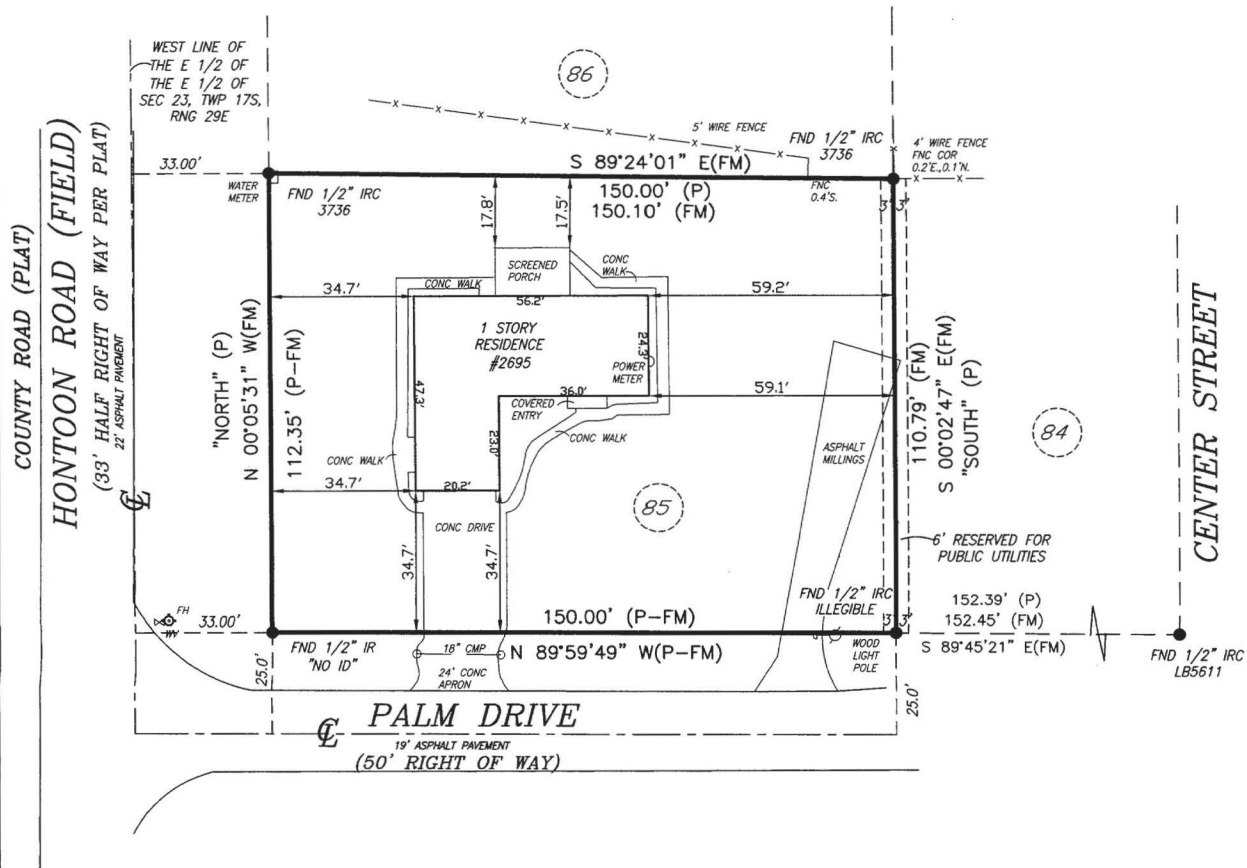 WEST LINE OF
THE E 1/2 OF
THE E 1/2 OF
SEC 23, TWP 17S,
RNG 29E
86
5' WIRE FENCE
FND 1/2" IRC
3736
4' WIRE FENCE
FNC COR
0.2'E.,0.1'N.
33.00'
S 89°24'01" E(FM)
WATER
METER
FND 1/2" IRC
3736
150.00' (P)
150.10' (FM)
FNC
0.4'S.
3' 3'
17.8'
17.5'
COUNTY ROAD (PLAT)
HONTOON ROAD (FIELD)
(33' HALF RIGHT OF WAY PER PLAT)
22' ASPHALT PAVEMENT
CL
"NORTH" (P)
N 00°05'31" W(FM)
112.35' (P-FM)
SCREENED
PORCH
CONC
WALK
CONC WALK
34.7'
56.2'
59.2'
1 STORY
RESIDENCE
#2695
24.3'
POWER
METER
47.3'
36.0'
59.1'
COVERED
ENTRY
CONC WALK
23.0'
CONC WALK
34.7'
20.2'
ASPHALT
MILLINGS
110.79' (FM)
S 00°02'47" E(FM)
"SOUTH" (P)
84
CENTER STREET
85
CONC DRIVE
34.7'
34.7'
6' RESERVED FOR
PUBLIC UTILITIES
FND 1/2" IRC
ILLEGIBLE
152.39' (P)
152.45' (FM)
FH
33.00'
150.00' (P-FM)
3' 3'
S 89°45'21" E(FM)
FND 1/2" IR
"NO ID"
18" CMP
N 89°59'49" W(P-FM)
WOOD
LIGHT
POLE
FND 1/2" IRC
LB5611
24' CONC
APRON
25.0'
25.0'
PALM DRIVE
CL
19' ASPHALT PAVEMENT
(50' RIGHT OF WAY)